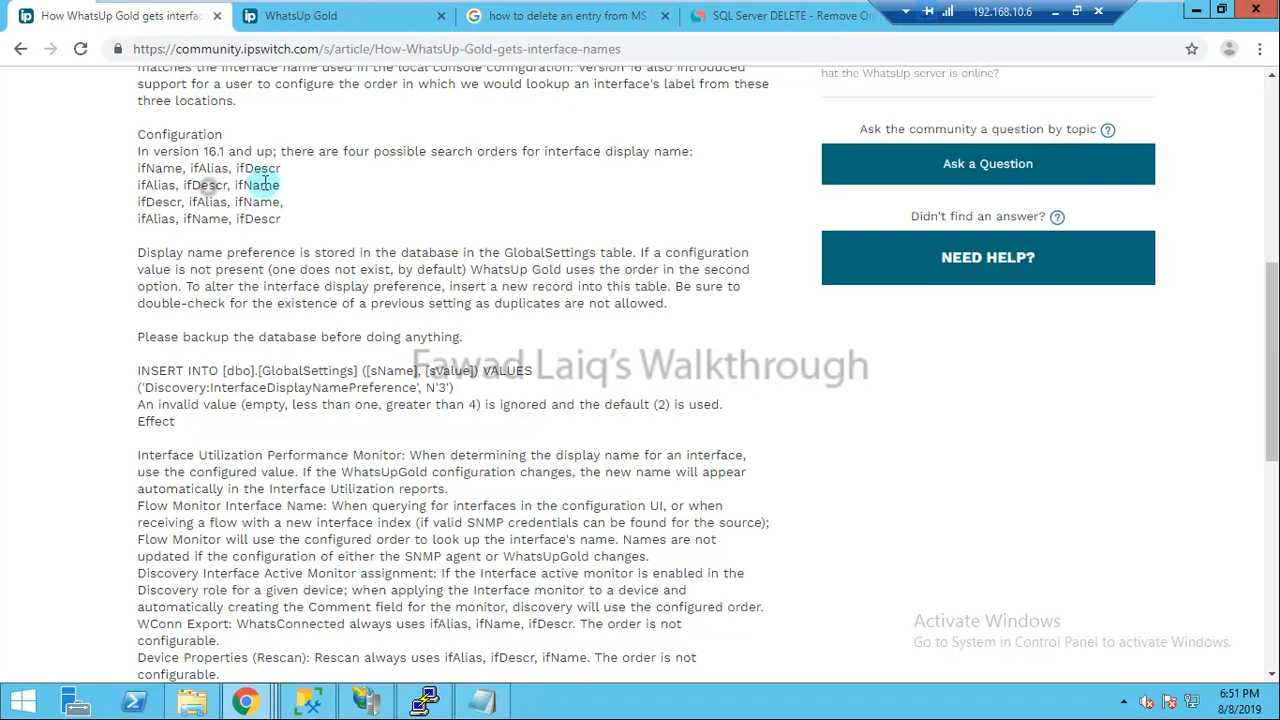 How WhatsUp Gold gets interfac
WhatsUp Gold
how to delete an entry from MS
SQL Server DELETE - Remove On
192.168.10.6
https://community.ipswitch.com/s/article/How-WhatsUp-Gold-gets-interface-names
matches the interface name used in the local console configuration. Version 16 also introduced
support for a user to configure the order in which we would lookup an interface's label from these
three locations.
Configuration
In version 16.1 and up; there are four possible search orders for interface display name:
ifName, ifAlias, ifDescr
ifAlias, ifDescr, ifName
ifDescr, ifAlias, ifName,
ifAlias, ifName, ifDescr
Display name preference is stored in the database in the GlobalSettings table. If a configuration
value is not present (one does not exist, by default) WhatsUp Gold uses the order in the second
option. To alter the interface display preference, insert a new record into this table. Be sure to
double-check for the existence of a previous setting as duplicates are not allowed.
Please backup the database before doing anything.
INSERT INTO [dbo].[GlobalSettings] ([sName], [sValue]) VALUES
('Discovery:InterfaceDisplayNamePreference', N'3')
An invalid value (empty, less than one, greater than 4) is ignored and the default (2) is used.
Effect
Interface Utilization Performance Monitor: When determining the display name for an interface,
use the configured value. If the WhatsUpGold configuration changes, the new name will appear
automatically in the Interface Utilization reports.
Flow Monitor Interface Name: When querying for interfaces in the configuration UI, or when
receiving a flow with a new interface index (if valid SNMP credentials can be found for the source);
Flow Monitor will use the configured order to look up the interface's name. Names are not
updated if the configuration of either the SNMP agent or WhatsUpGold changes.
Discovery Interface Active Monitor assignment: If the Interface active monitor is enabled in the
Discovery role for a given device; when applying the Interface monitor to a device and
automatically creating the Comment field for the monitor, discovery will use the configured order.
WConn Export: WhatsConnected always uses ifAlias, ifName, ifDescr. The order is not
configurable.
Device Properties (Rescan): Rescan always uses ifAlias, ifDescr, ifName. The order is not
configurable.
hat the WhatsUp server is online?
Ask the community a question by topic ?
Ask a Question
Didn't find an answer? ?
NEED HELP?
Fawad Laiq's Walkthrough
Activate Windows
Go to System in Control Panel to activate Windows.
6:51 PM
8/8/2019